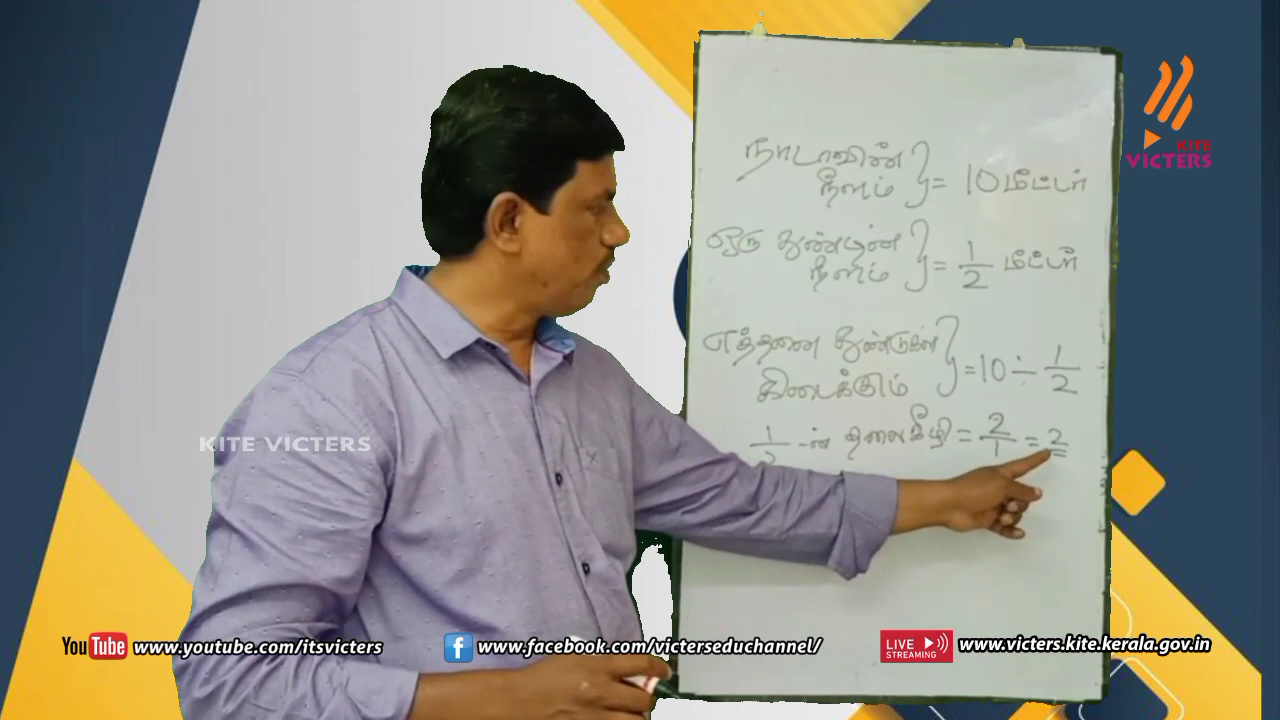 நாடாவின்
நீளம் } = 10 மீட்டர்
ஒரு துண்டின்
நீளம் } = 1/2 மீட்டர்
எத்தனை துண்டுகள்
கிடைக்கும் } = 10 ÷ 1/2
1/2 -ன் தலைகீழி = 2/1 = 2
KITE
VICTERS
KITE VICTERS
You Tube www.youtube.com/itsvicters
f www.facebook.com/victerseduchannel/
LIVE STREAMING www.victers.kite.kerala.gov.in